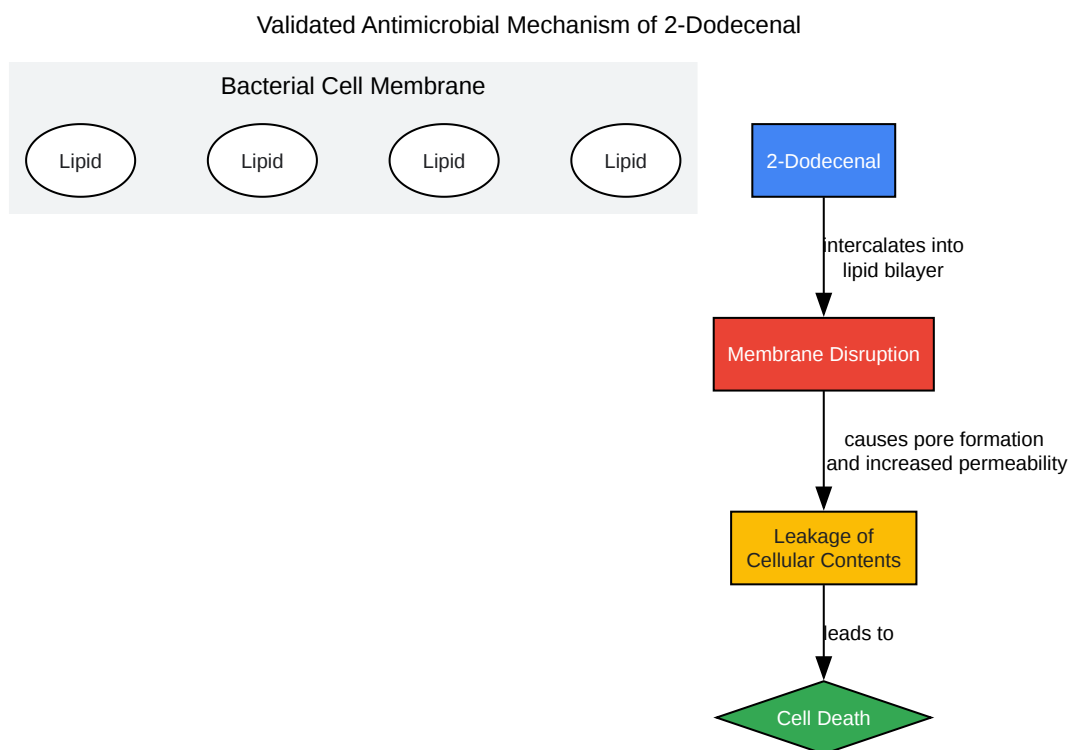 Validated Antimicrobial Mechanism of 2-Dodecenal
Bacterial Cell Membrane
Lipid
Lipid
Lipid
Lipid
2-Dodecenal
intercalates into
lipid bilayer
Membrane Disruption
causes pore formation
and increased permeability
Leakage of
Cellular Contents
leads to
Cell Death